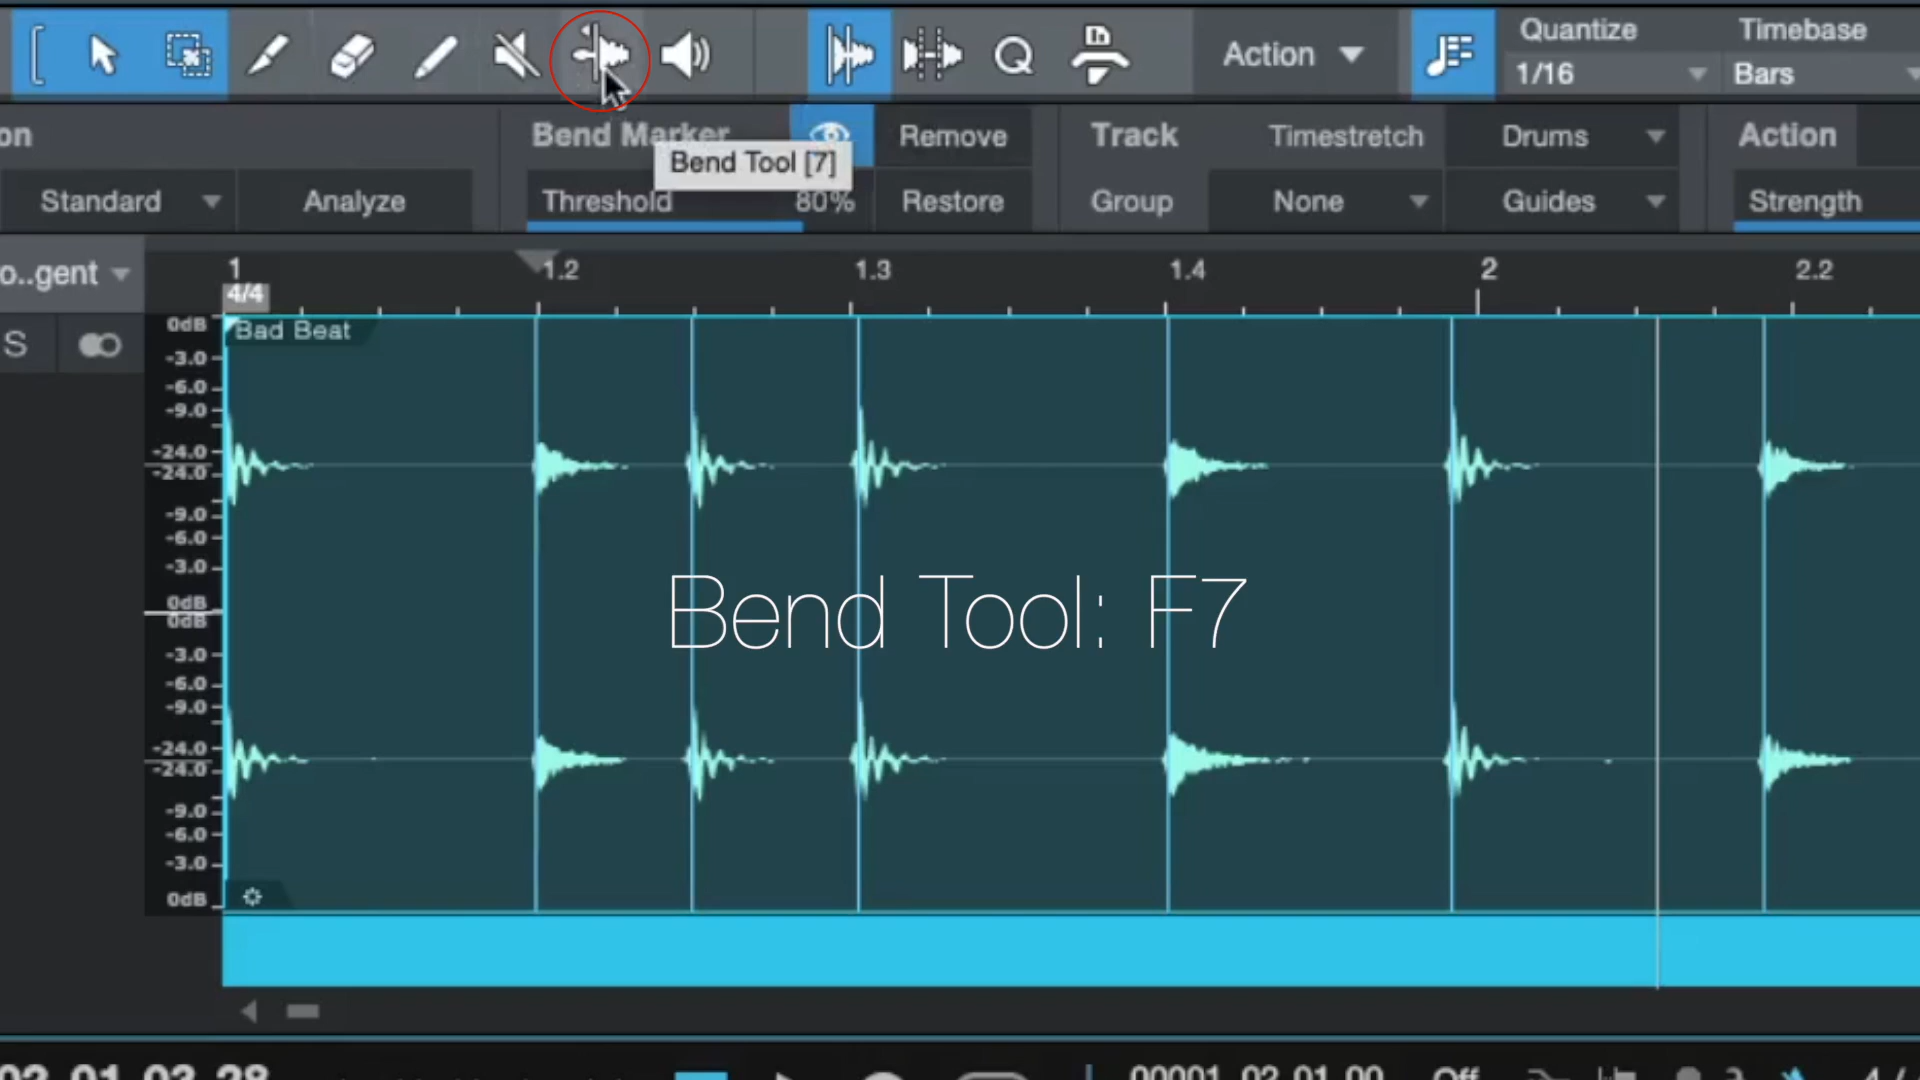 Action
Quantize
Timebase
1/16
Bars
on
Bend Marker
Remove
Track
Timestretch
Drums
Action
Bend Tool [7]
Standard
Analyze
Threshold
80%
Restore
Group
None
Guides
Strength
o..gent
1
1.2
1.3
1.4
2
2.2
4/4
Bad Beat
S
0dB
-3.0
-6.0
-9.0
-24.0
-24.0
-9.0
-6.0
-3.0
0dB
0dB
-3.0
-6.0
-9.0
-24.0
-24.0
-9.0
-6.0
-3.0
0dB
Bend Tool: F7
Off